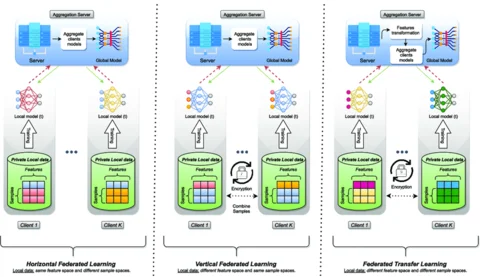 Aggregation Server
Aggregate
clients
models
Server
Global Model
Local model (t)
Local model (t)
Training
Training
Private Local data
Features
Samples
Private Local data
Features
Samples
Client 1
Client K
Horizontal Federated Learning
Local data: same feature space and different sample spaces.
Aggregation Server
Aggregate
clients
models
Server
Global Model
Local model (t)
Local model (t)
Training
Training
Private Local data
Features
Samples
Encryption
Combine
Samples
Private Local data
Features
Samples
Client 1
Client K
Vertical Federated Learning
Local data: different feature space and same sample spaces.
Aggregation Server
Features
transformation
Aggregate
clients
models
Server
Global Model
Local model (t)
Local model (t)
Training
Training
Private Local data
Features
Samples
Encryption
Private Local data
Features
Samples
Client 1
Client K
Federated Transfer Learning
Local data: different feature space and different sample spaces.